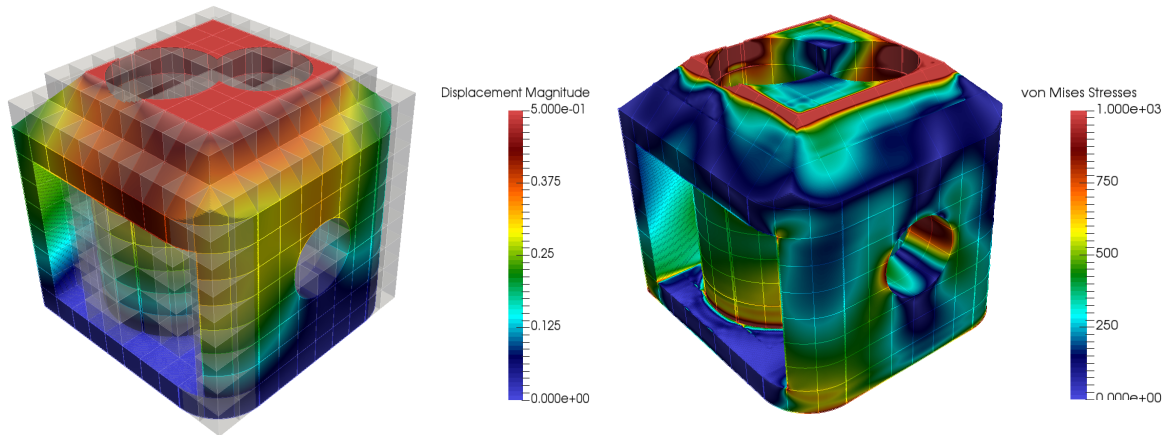 Displacement Magnitude
5.000e-01
0.375
0.25
0.125
0.000e+00
von Mises Stresses
1.000e+03
750
500
250
0.000e+00